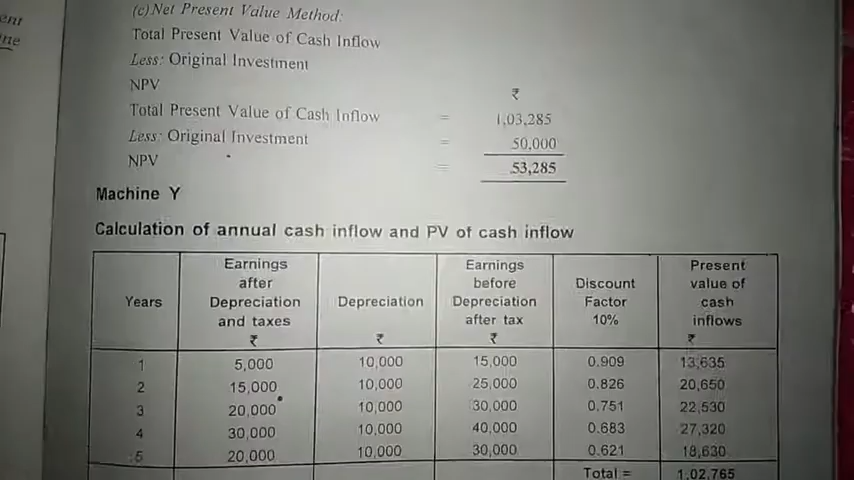 ent
me
(c) Net Present Value Method:
Total Present Value of Cash Inflow
Less: Original Investment
NPV
₹
Total Present Value of Cash Inflow = 1,03,285
Less: Original Investment = 50,000
NPV = 53,285
Machine Y
Calculation of annual cash inflow and PV of cash inflow
Years Earnings after Depreciation and taxes ₹ Depreciation ₹ Earnings before Depreciation after tax ₹ Discount Factor 10% Present value of cash inflows ₹
1 5,000 10,000 15,000 0.909 13,635
2 15,000 10,000 25,000 0.826 20,650
3 20,000 10,000 30,000 0.751 22,530
4 30,000 10,000 40,000 0.683 27,320
5 20,000 10,000 30,000 0.621 18,630
Total = 1,02,765